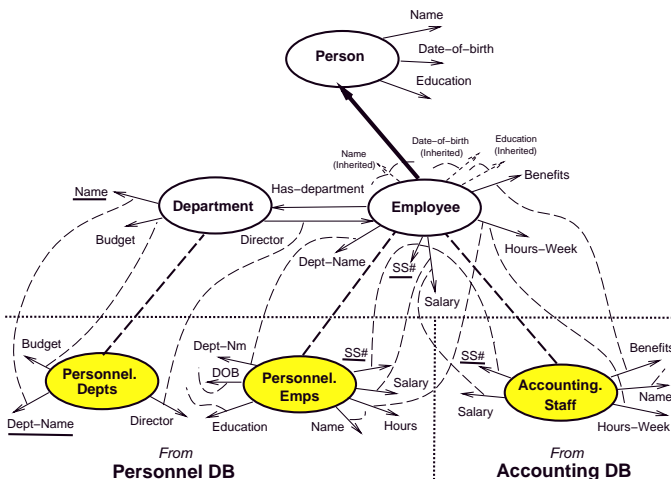 Name
Person
Date-of-birth
Education
Name
(Inherited)
Date-of-birth
(Inherited)
Education
(Inherited)
Benefits
Name
Has-department
Department
Employee
Budget
Director
Dept-Name
SS#
Hours-Week
Salary
Budget
Dept-Nm
SS#
Benefits
Personnel.
Depts
DOB
Personnel.
Emps
Salary
SS#
Accounting.
Staff
Name
Dept-Name
Director
Education
Name
Hours
Salary
Hours-Week
From
Personnel DB
From
Accounting DB